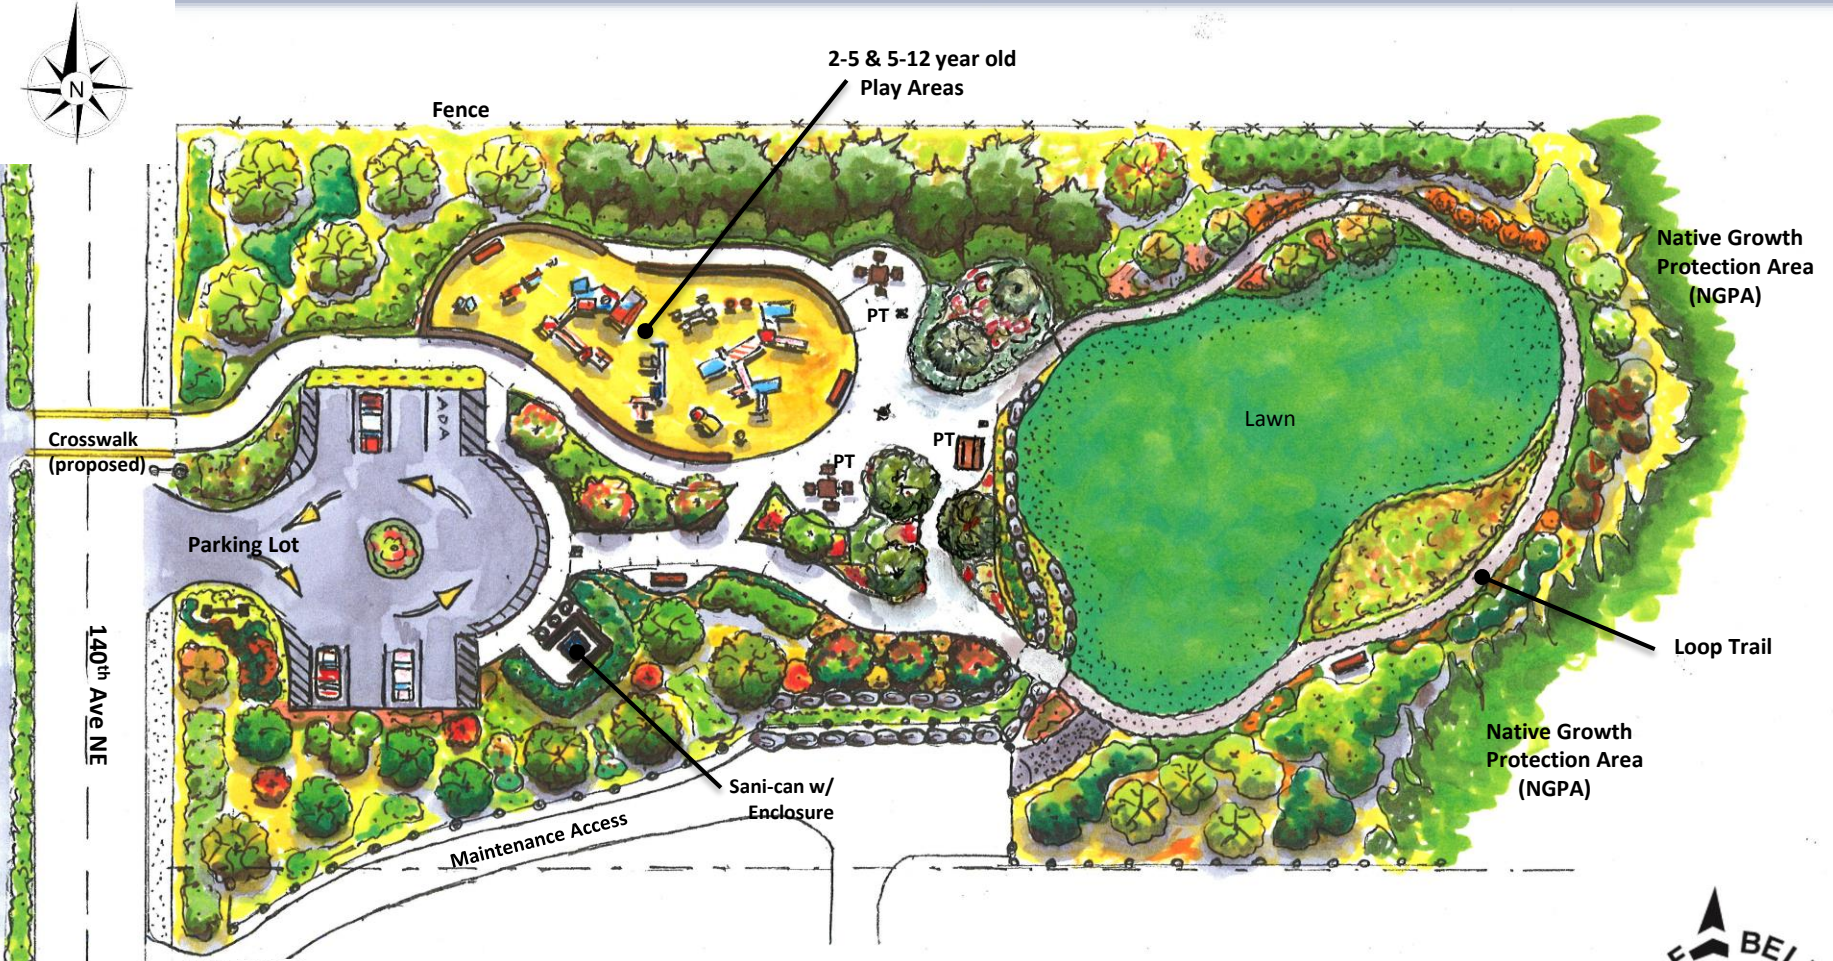 N
2-5 & 5-12 year old
Play Areas
Fence
Native Growth
Protection Area
(NGPA)
PT
Lawn
ADA
Crosswalk
(proposed)
PT
PT
Parking Lot
Loop Trail
140th Ave NE
Native Growth
Protection Area
(NGPA)
Sani-can w/
Enclosure
Maintenance Access
BEL